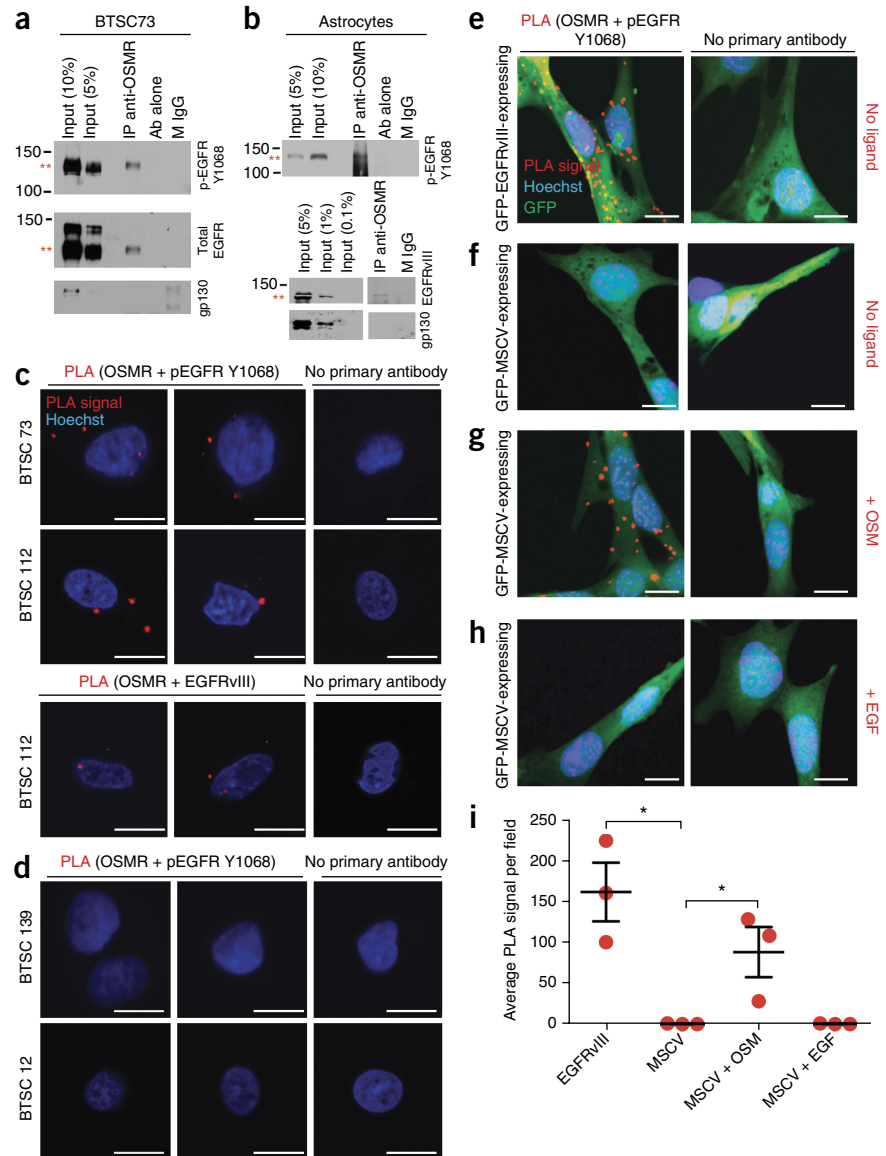 a
BTSC73
Input (10%)
Input (5%)
IP anti-OSMR
Ab alone
M IgG
150
**
100
p-EGFR
Y1068
150
**
Total
EGFR
gp130
b
Astrocytes
Input (5%)
Input (10%)
IP anti-OSMR
Ab alone
M IgG
150
**
100
p-EGFR
Y1068
Input (5%)
Input (1%)
Input (0.1%)
IP anti-OSMR
M IgG
150
**
EGFRvIII
gp130
c
PLA (OSMR + pEGFR Y1068)
No primary antibody
PLA signal
Hoechst
BTSC 73
BTSC 112
PLA (OSMR + EGFRvIII)
No primary antibody
BTSC 112
d
PLA (OSMR + pEGFR Y1068)
No primary antibody
BTSC 139
BTSC 12
e
PLA (OSMR + pEGFR
Y1068)
No primary antibody
GFP-EGFRvIII-expressing
PLA signal
Hoechst
GFP
No ligand
f
GFP-MSCV-expressing
No ligand
g
GFP-MSCV-expressing
+ OSM
h
GFP-MSCV-expressing
+ EGF
i
Average PLA signal per field
250
200
150
100
50
0
*
*
EGFRvIII
MSCV
MSCV + OSM
MSCV + EGF